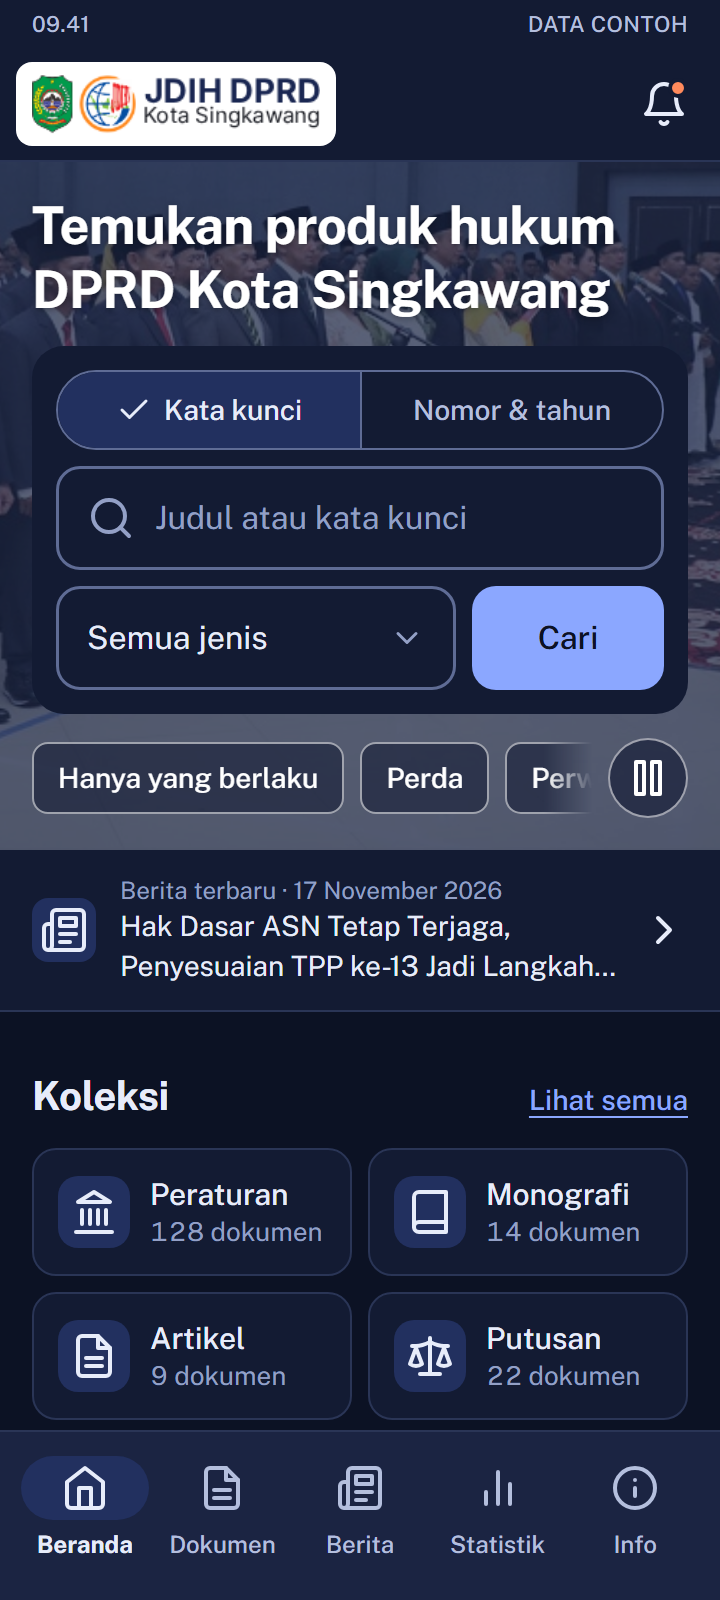 09.41
DATA CONTOH
JDIH DPRD
Kota Singkawang
Temukan produk hukum
DPRD Kota Singkawang
Kata kunci
Nomor & tahun
Judul atau kata kunci
Semua jenis
Cari
Hanya yang berlaku
Perda
Perw
Berita terbaru · 17 November 2026
Hak Dasar ASN Tetap Terjaga,
Penyesuaian TPP ke-13 Jadi Langkah...
Koleksi
Lihat semua
Peraturan
128 dokumen
Monografi
14 dokumen
Artikel
9 dokumen
Putusan
22 dokumen
Beranda
Dokumen
Berita
Statistik
Info